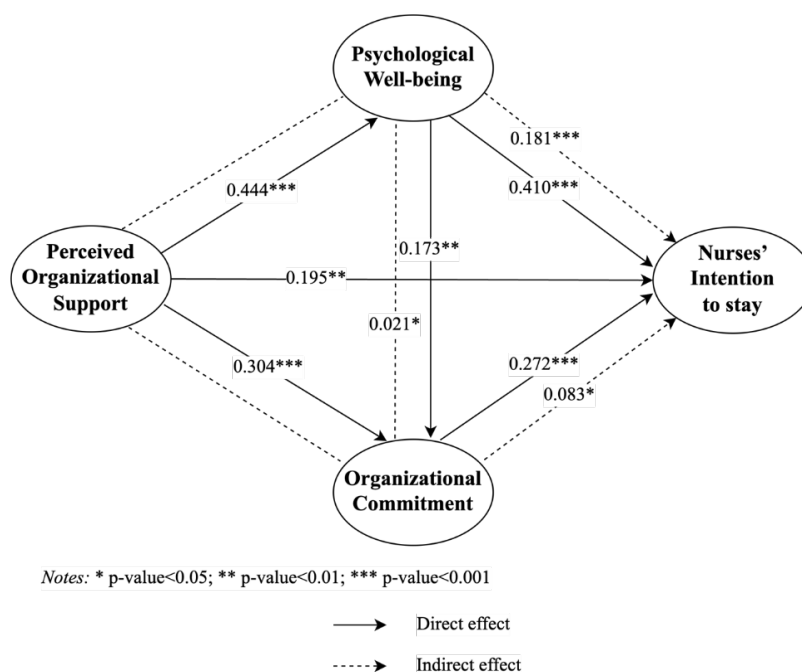 Psychological
Well-being
0.181***
0.444***
0.410***
Perceived
Organizational
Support
0.173**
0.195**
Nurses’
Intention
to stay
0.021*
0.304***
0.272***
0.083*
Organizational
Commitment
Notes: * p-value<0.05; ** p-value<0.01; *** p-value<0.001
Direct effect
Indirect effect